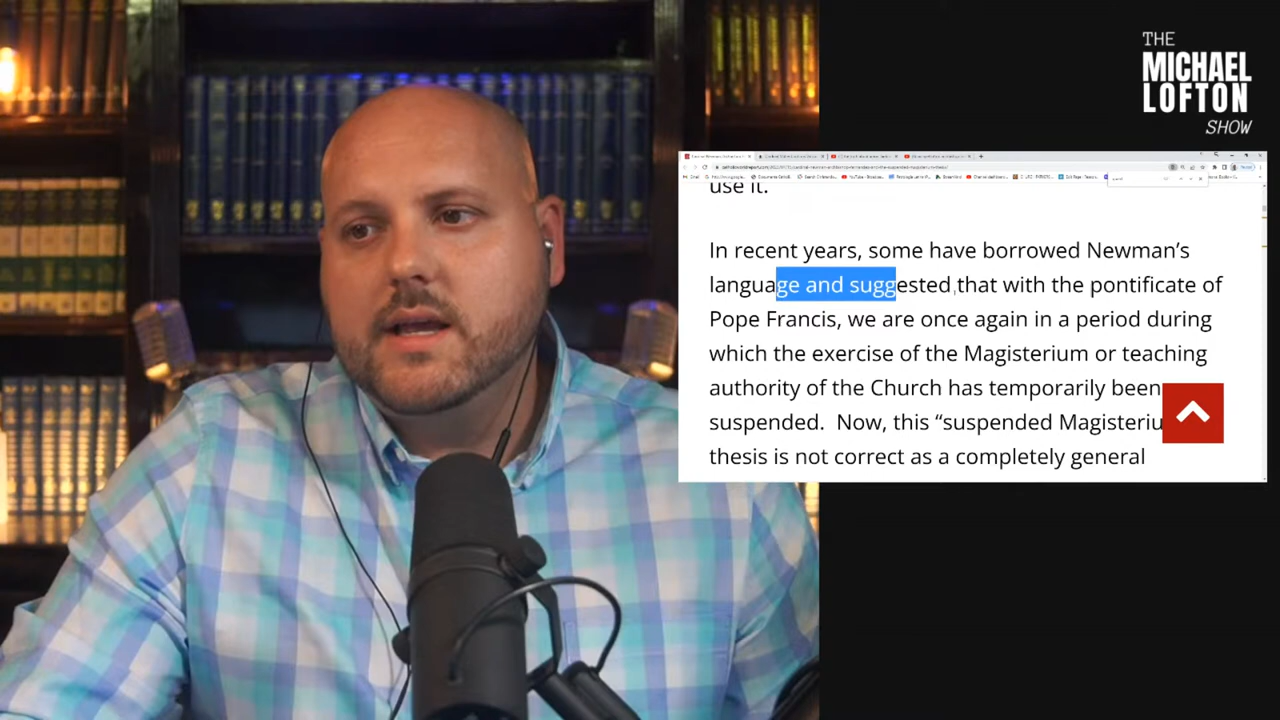 THE
MICHAEL
LOFTON
SHOW
use it.
In recent years, some have borrowed Newman’s
language and suggested that with the pontificate of
Pope Francis, we are once again in a period during
which the exercise of the Magisterium or teaching
authority of the Church has temporarily been
suspended.  Now, this “suspended Magisteriu
thesis is not correct as a completely general